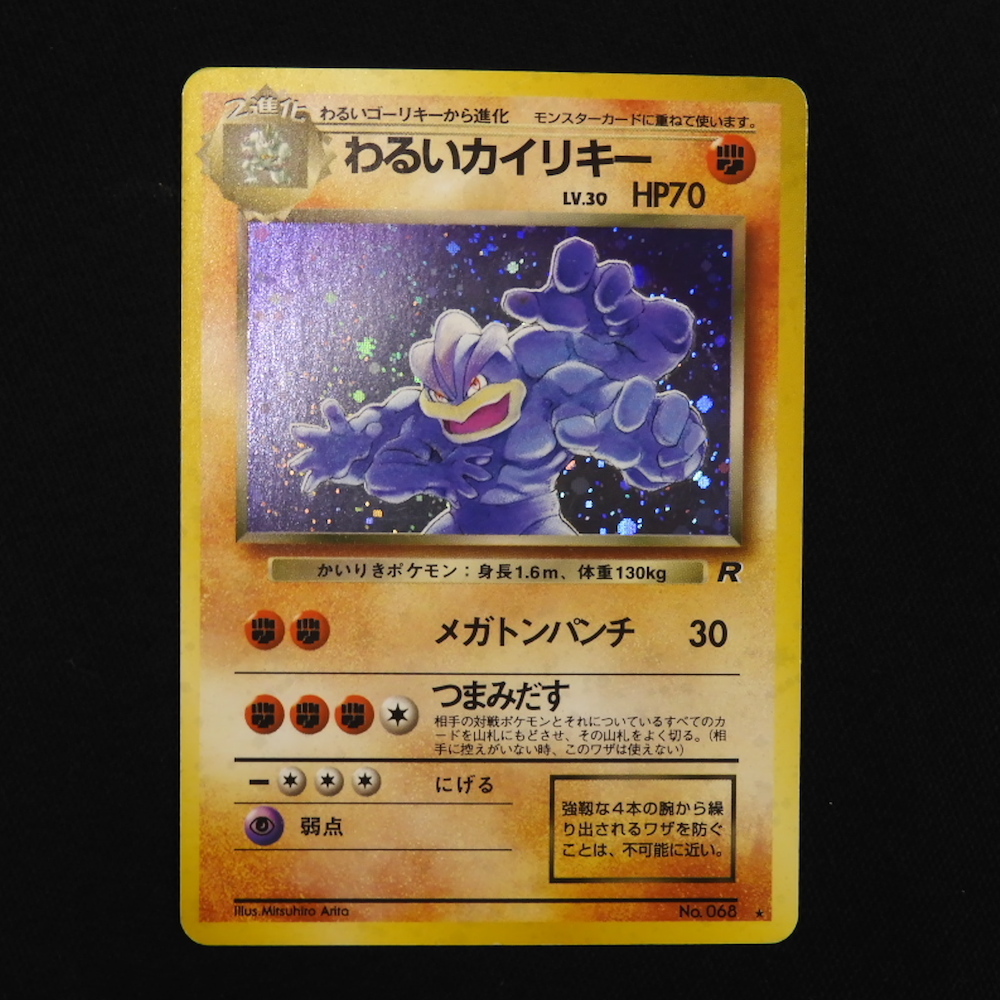 2進化 わるいゴーリキーから進化 モンスターカードに重ねて使います。
わるいカイリキー
LV.30 HP70
かいりきポケモン：身長1.6m、体重130kg R
メガトンパンチ 30
つまみだす
相手の対戦ポケモンとそれについているすべてのカ
ードを山札にもどさせ、その山札をよく切る。（相
手に控えがいない時、このワザは使えない）
ー にげる
弱点
強靭な4本の腕から繰
り出されるワザを防ぐ
ことは、不可能に近い。
Illus.Mitsuhiro Arita No.068 ★